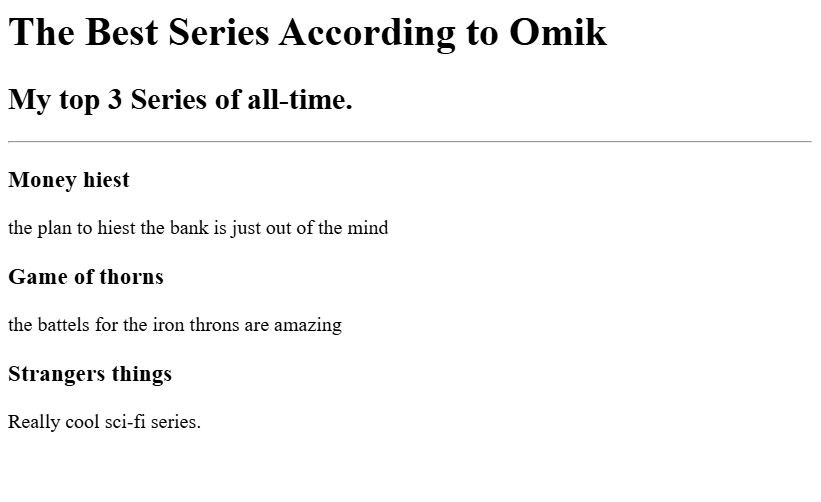 The Best Series According to Omik
My top 3 Series of all-time.
Money hiest
the plan to hiest the bank is just out of the mind
Game of thorns
the battels for the iron throns are amazing
Strangers things
Really cool sci-fi series.